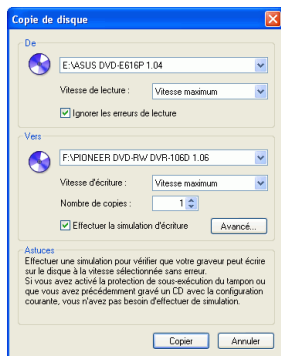 Copie de disque
De
E:\ASUS DVD-E616P 1.04
Vitesse de lecture : Vitesse maximum
Ignorer les erreurs de lecture
Vers
F:\PIONEER DVD-RW DVR-106D 1.06
Vitesse d'écriture : Vitesse maximum
Nombre de copies : 1
Effectuer la simulation d'écriture Avancé...
Astuces
Effectuer une simulation pour vérifier que votre graveur peut écrire
sur le disque à la vitesse sélectionnée sans erreur.
Si vous avez activé la protection de sous-exécution du tampon ou
que vous avez précédemment gravé un CD avec la configuration
courante, vous n'avez pas besoin d'effectuer de simulation.
Copier Annuler